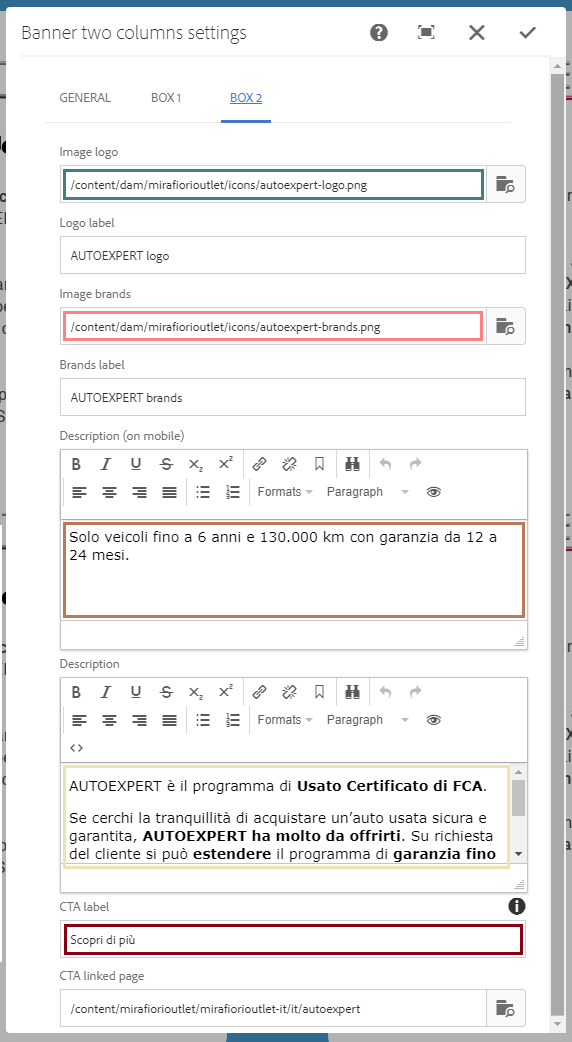 Banner two columns settings
GENERAL BOX 1 BOX 2
Image logo
/content/dam/mirafiorioutlet/icons/autoexpert-logo.png
Logo label
AUTOEXPERT logo
Image brands
/content/dam/mirafiorioutlet/icons/autoexpert-brands.png
Brands label
AUTOEXPERT brands
Description (on mobile)
B I U S X₂ X²
Formats Paragraph
Solo veicoli fino a 6 anni e 130.000 km con garanzia da 12 a
24 mesi.
Description
B I U S X₂ X²
Formats Paragraph
<>
AUTOEXPERT è il programma di Usato Certificato di FCA.
Se cerchi la tranquillità di acquistare un’auto usata sicura e
garantita, AUTOEXPERT ha molto da offrirti. Su richiesta
del cliente si può estendere il programma di garanzia fino
CTA label
Scopri di più
CTA linked page
/content/mirafiorioutlet/mirafiorioutlet-it/it/autoexpert